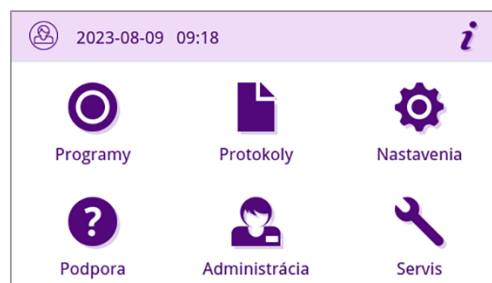 2023-08-09 09:18 i
Programy Protokoly Nastavenia
?
Podpora Administrácia Servis